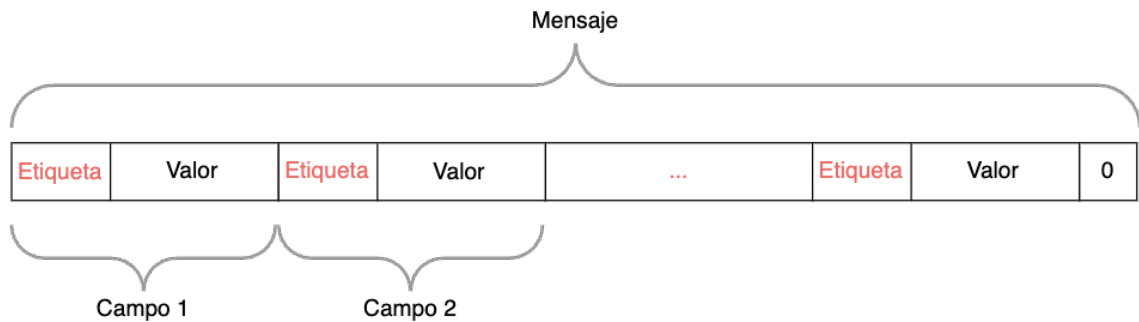 Mensaje
Etiqueta Valor Etiqueta Valor ... Etiqueta Valor 0
Campo 1 Campo 2